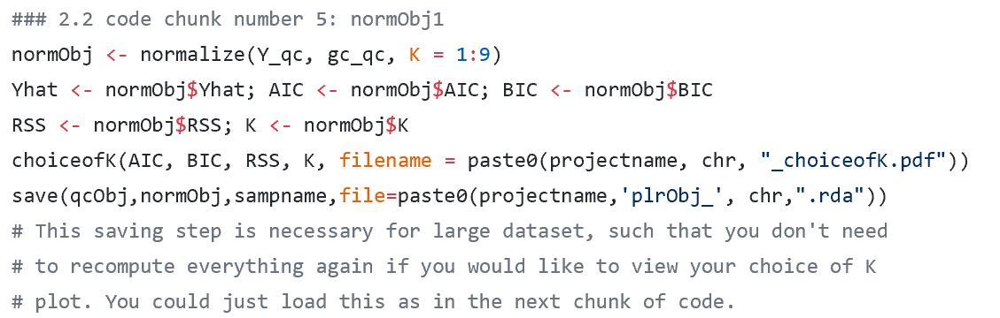 ### 2.2 code chunk number 5: normObj1
normObj <- normalize(Y_qc, gc_qc, K = 1:9)
Yhat <- normObj$Yhat; AIC <- normObj$AIC; BIC <- normObj$BIC
RSS <- normObj$RSS; K <- normObj$K
choiceofK(AIC, BIC, RSS, K, filename = paste0(projectname, chr, "_choiceofK.pdf"))
save(qcObj,normObj,sampname,file=paste0(projectname,'plrObj_', chr,".rda"))
# This saving step is necessary for large dataset, such that you don't need
# to recompute everything again if you would like to view your choice of K
# plot. You could just load this as in the next chunk of code.